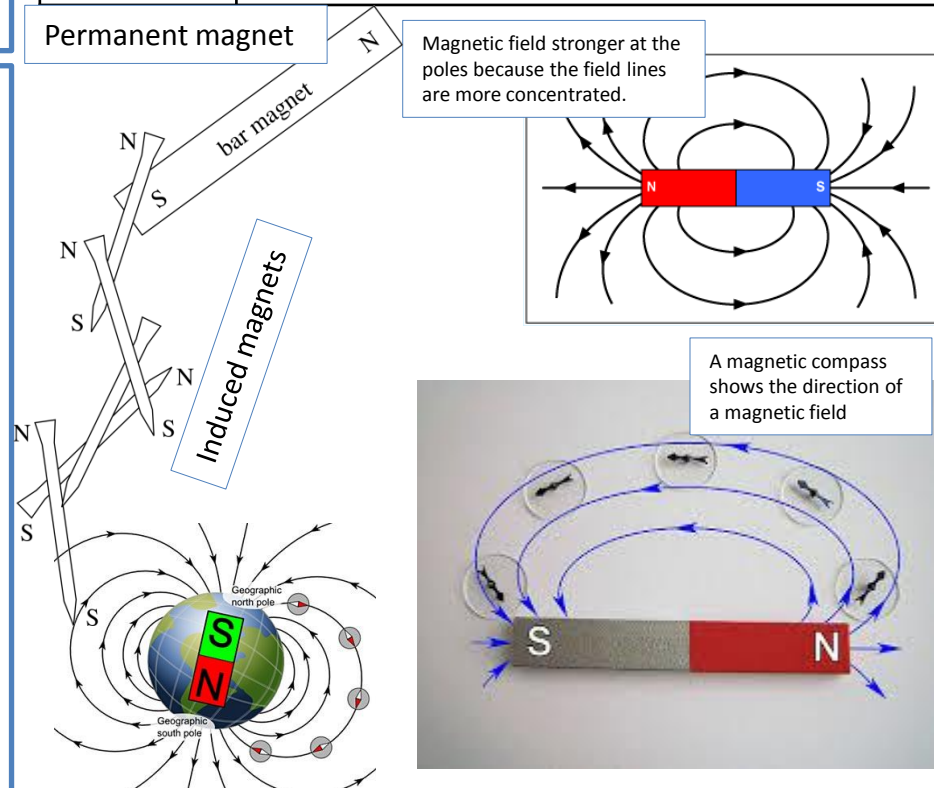 Permanent magnet
N
bar magnet
S
Magnetic field stronger at the
poles because the field lines
are more concentrated.
N
S
N
N
S
N
S
N
S
S
Induced magnets
A magnetic compass
shows the direction of
a magnetic field
S
N
Geographic
north pole
S
N
Geographic
south pole